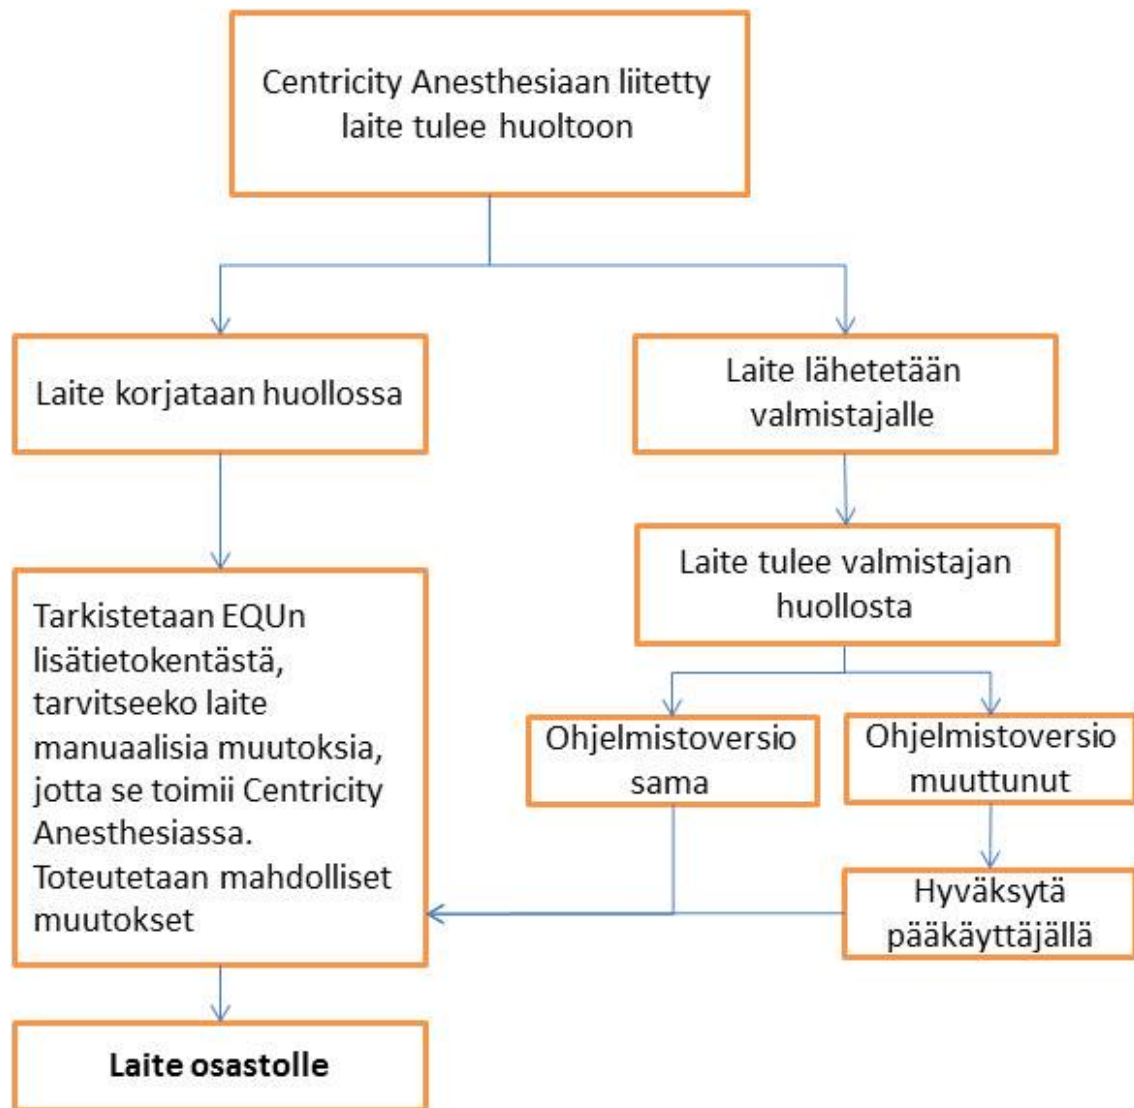 Centricity Anesthesiaan liitetty
laite tulee huoltoon
Laite korjataan huollossa
Laite lähetetään
valmistajalle
Laite tulee valmistajan
huollosta
Tarkistetaan EQUn
lisätietokentästä,
tarvitseeko laite
manuaalisia muutoksia,
jotta se toimii Centricity
Anesthesiassa.
Toteutetaan mahdolliset
muutokset
Ohjelmistoversio
sama
Ohjelmistoversio
muuttunut
Hyväksytä
pääkäyttäjällä
Laite osastolle